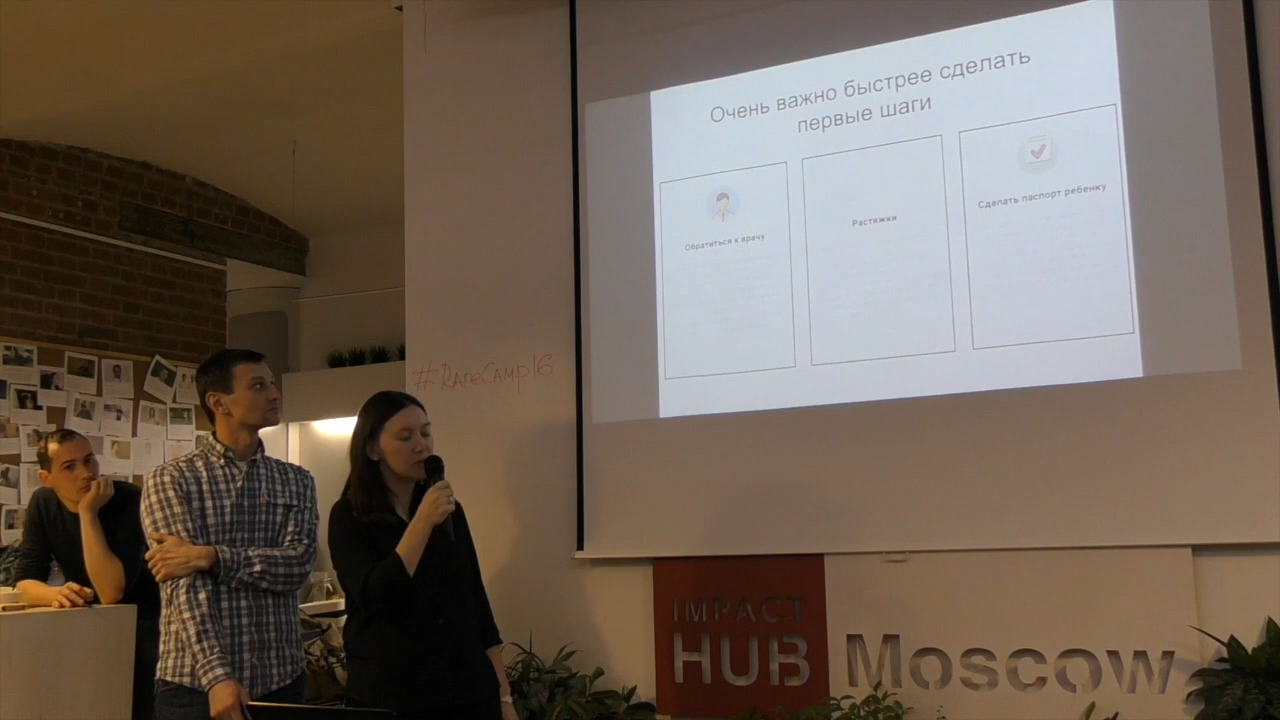 Очень важно быстрее сделать
первые шаги
Обратиться к врачу
Растяжки
Сделать паспорт ребенку
#RareCamp16
IMPACT
HUB Moscow